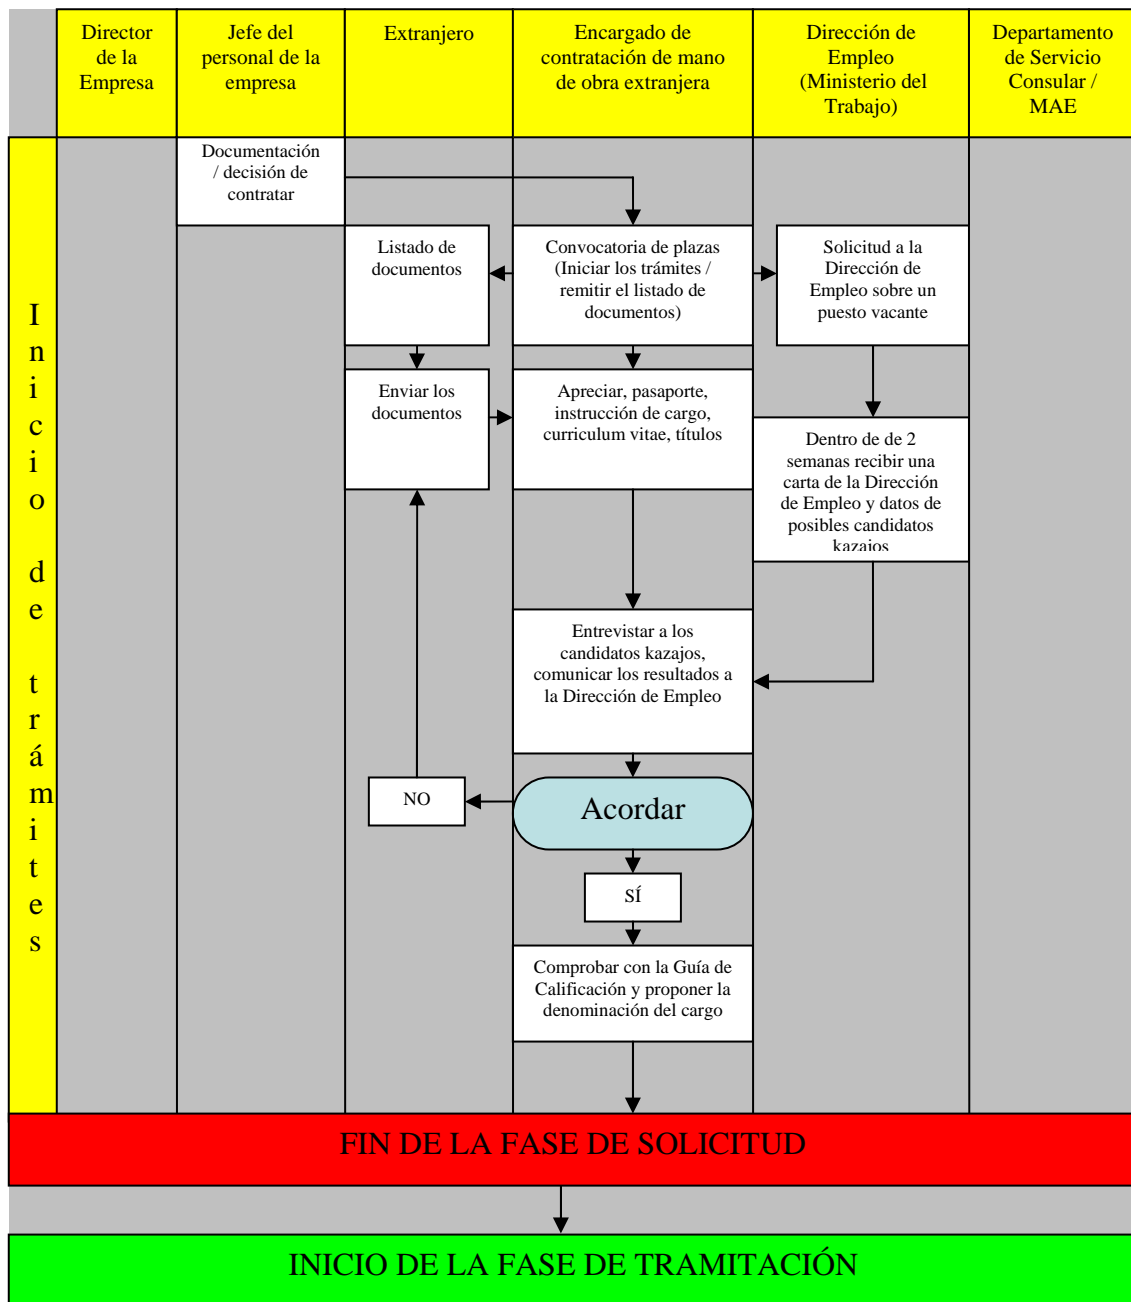 Director
de la
Empresa
Jefe del
personal de la
empresa
Extranjero
Encargado de
contratación de mano
de obra extranjera
Dirección de
Empleo
(Ministerio del
Trabajo)
Departamento
de Servicio
Consular /
MAE
Inicio de trámites
Documentación
/ decisión de
contratar
Listado de
documentos
Convocatoria de plazas
(Iniciar los trámites /
remitir el listado de
documentos)
Solicitud a la
Dirección de
Empleo sobre un
puesto vacante
Enviar los
documentos
Apreciar, pasaporte,
instrucción de cargo,
curriculum vitae, títulos
Dentro de de 2
semanas recibir una
carta de la Dirección
de Empleo y datos de
posibles candidatos
kazajos
Entrevistar a los
candidatos kazajos,
comunicar los resultados a
la Dirección de Empleo
NO
Acordar
SÍ
Comprobar con la Guía de
Calificación y proponer la
denominación del cargo
FIN DE LA FASE DE SOLICITUD
INICIO DE LA FASE DE TRAMITACIÓN